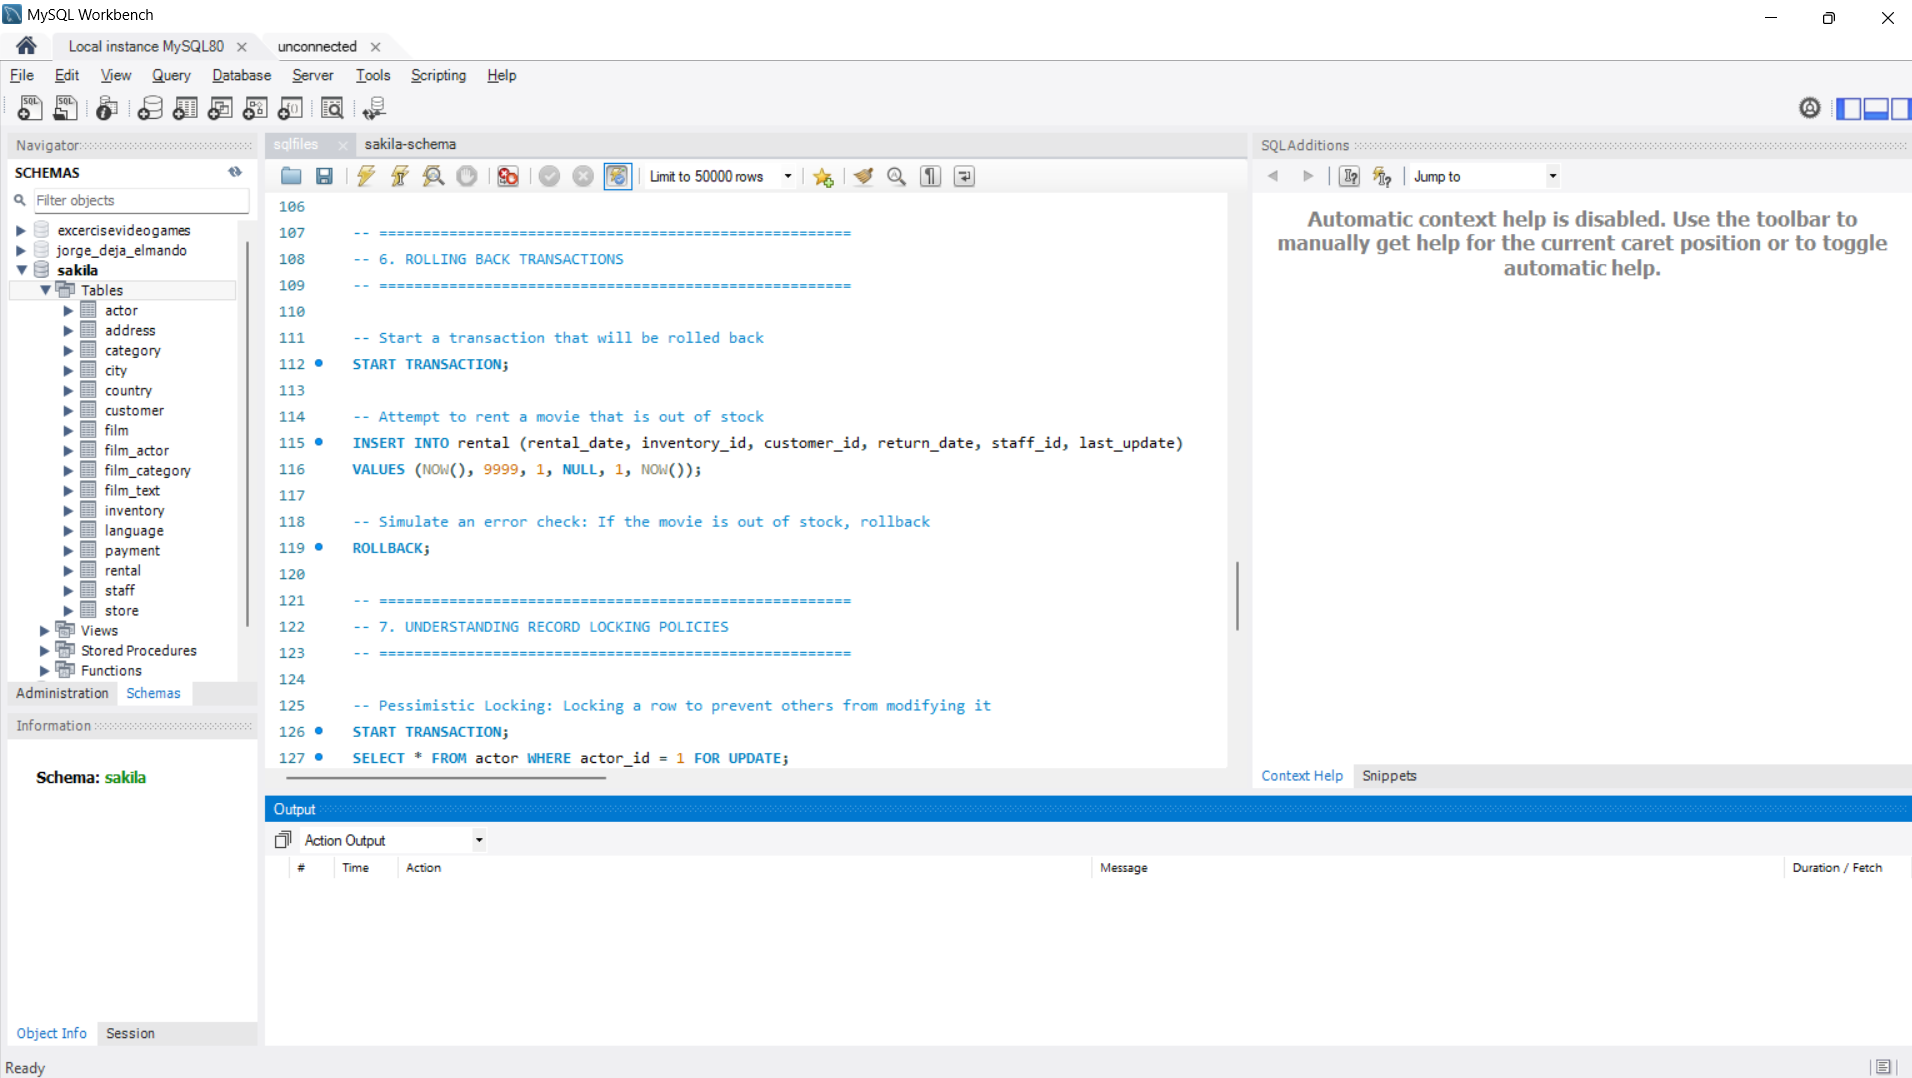 MySQL Workbench
Local instance MySQL80
unconnected
File Edit View Query Database Server Tools Scripting Help
Navigator
SCHEMAS
Filter objects
excercisevideogames
jorge_deja_elmando
sakila
Tables
actor
address
category
city
country
customer
film
film_actor
film_category
film_text
inventory
language
payment
rental
staff
store
Views
Stored Procedures
Functions
Administration Schemas
Information
Schema: sakila
Object Info Session
sqlfiles sakila-schema
Limit to 50000 rows
106
107 -- ======================================================
108 -- 6. ROLLING BACK TRANSACTIONS
109 -- ======================================================
110
111 -- Start a transaction that will be rolled back
112 START TRANSACTION;
113
114 -- Attempt to rent a movie that is out of stock
115 INSERT INTO rental (rental_date, inventory_id, customer_id, return_date, staff_id, last_update)
116 VALUES (NOW(), 9999, 1, NULL, 1, NOW());
117
118 -- Simulate an error check: If the movie is out of stock, rollback
119 ROLLBACK;
120
121 -- ======================================================
122 -- 7. UNDERSTANDING RECORD LOCKING POLICIES
123 -- ======================================================
124
125 -- Pessimistic Locking: Locking a row to prevent others from modifying it
126 START TRANSACTION;
127 SELECT * FROM actor WHERE actor_id = 1 FOR UPDATE;
SQLAdditions
Jump to
Automatic context help is disabled. Use the toolbar to
manually get help for the current caret position or to toggle
automatic help.
Context Help Snippets
Output
Action Output
# Time Action Message Duration / Fetch
Ready